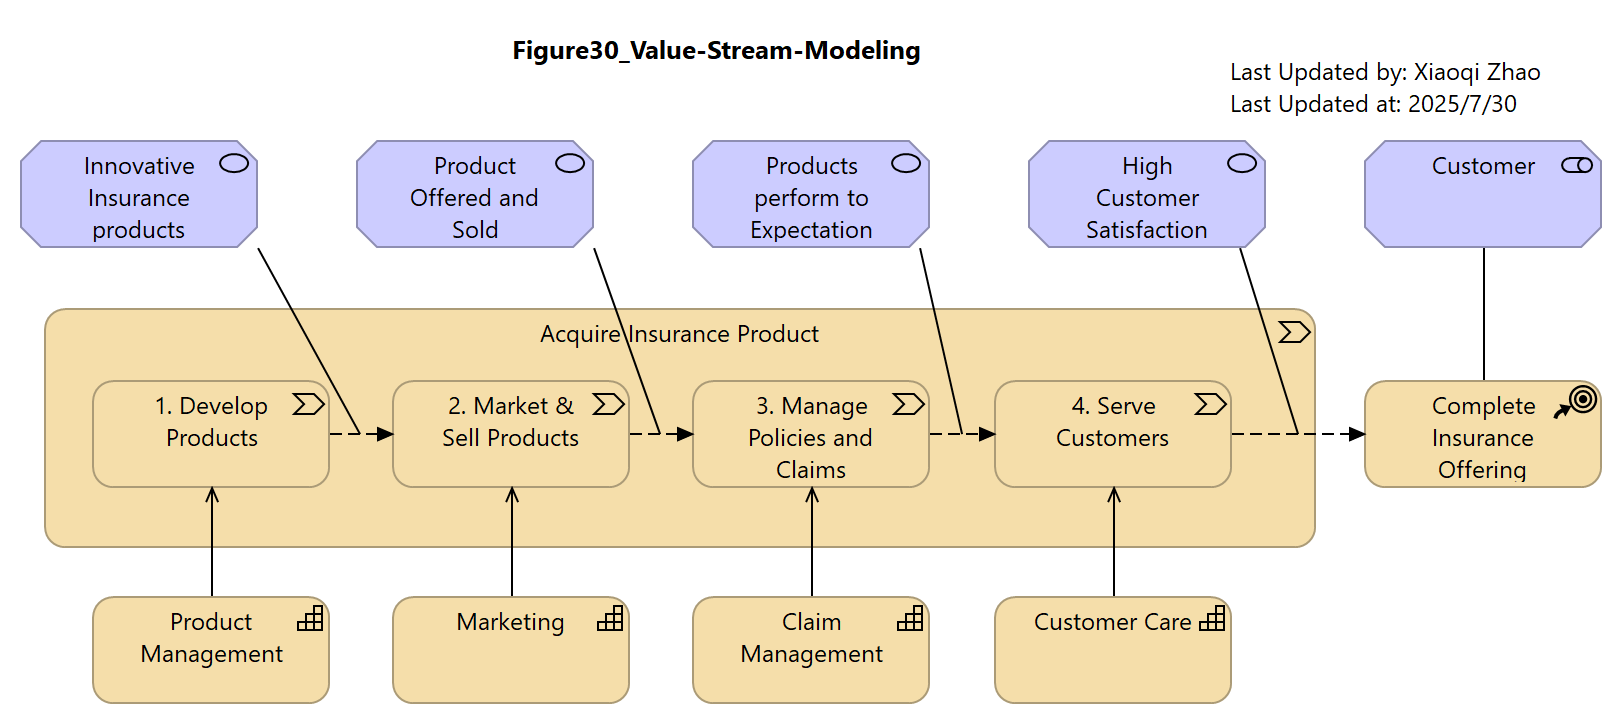 Figure30_Value-Stream-Modeling
Last Updated by: Xiaoqi Zhao
Last Updated at: 2025/7/30
Innovative
Insurance
products
Product
Offered and
Sold
Products
perform to
Expectation
High
Customer
Satisfaction
Customer
Acquire Insurance Product
1. Develop
Products
2. Market &
Sell Products
3. Manage
Policies and
Claims
4. Serve
Customers
Complete
Insurance
Offering
Product
Management
Marketing
Claim
Management
Customer Care